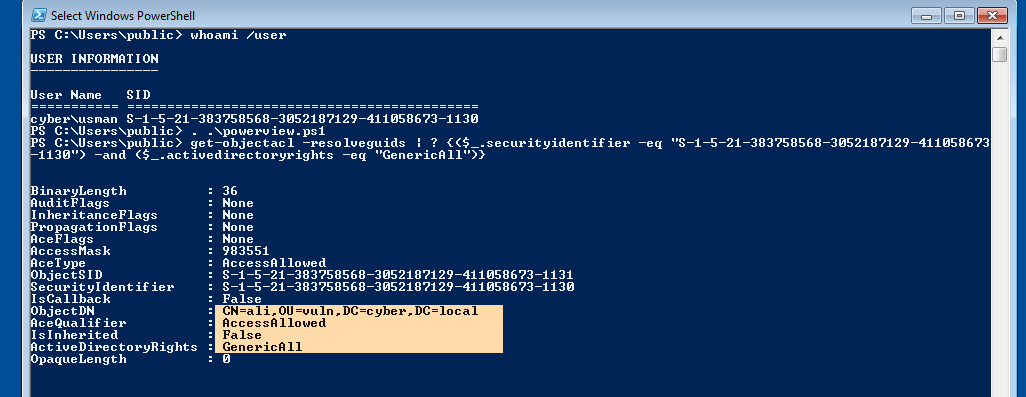 Select Windows PowerShell
PS C:\Users\public> whoami /user
USER INFORMATION
----------------
User Name   SID
=========== =============================================
cyber\usman S-1-5-21-383758568-3052187129-411058673-1130
PS C:\Users\public> . .\powerview.ps1
PS C:\Users\public> get-objectacl -resolveguids | ? {(($_.securityidentifier -eq "S-1-5-21-383758568-3052187129-411058673
-1130") -and ($_.activedirectoryrights -eq "GenericAll"))}
BinaryLength          : 36
AuditFlags            : None
InheritanceFlags      : None
PropagationFlags      : None
AceFlags              : None
AccessMask            : 983551
AceType               : AccessAllowed
ObjectSID             : S-1-5-21-383758568-3052187129-411058673-1131
SecurityIdentifier    : S-1-5-21-383758568-3052187129-411058673-1130
IsCallback            : False
ObjectDN              : CN=ali,OU=vuln,DC=cyber,DC=local
AceQualifier          : AccessAllowed
IsInherited           : False
ActiveDirectoryRights : GenericAll
OpaqueLength          : 0